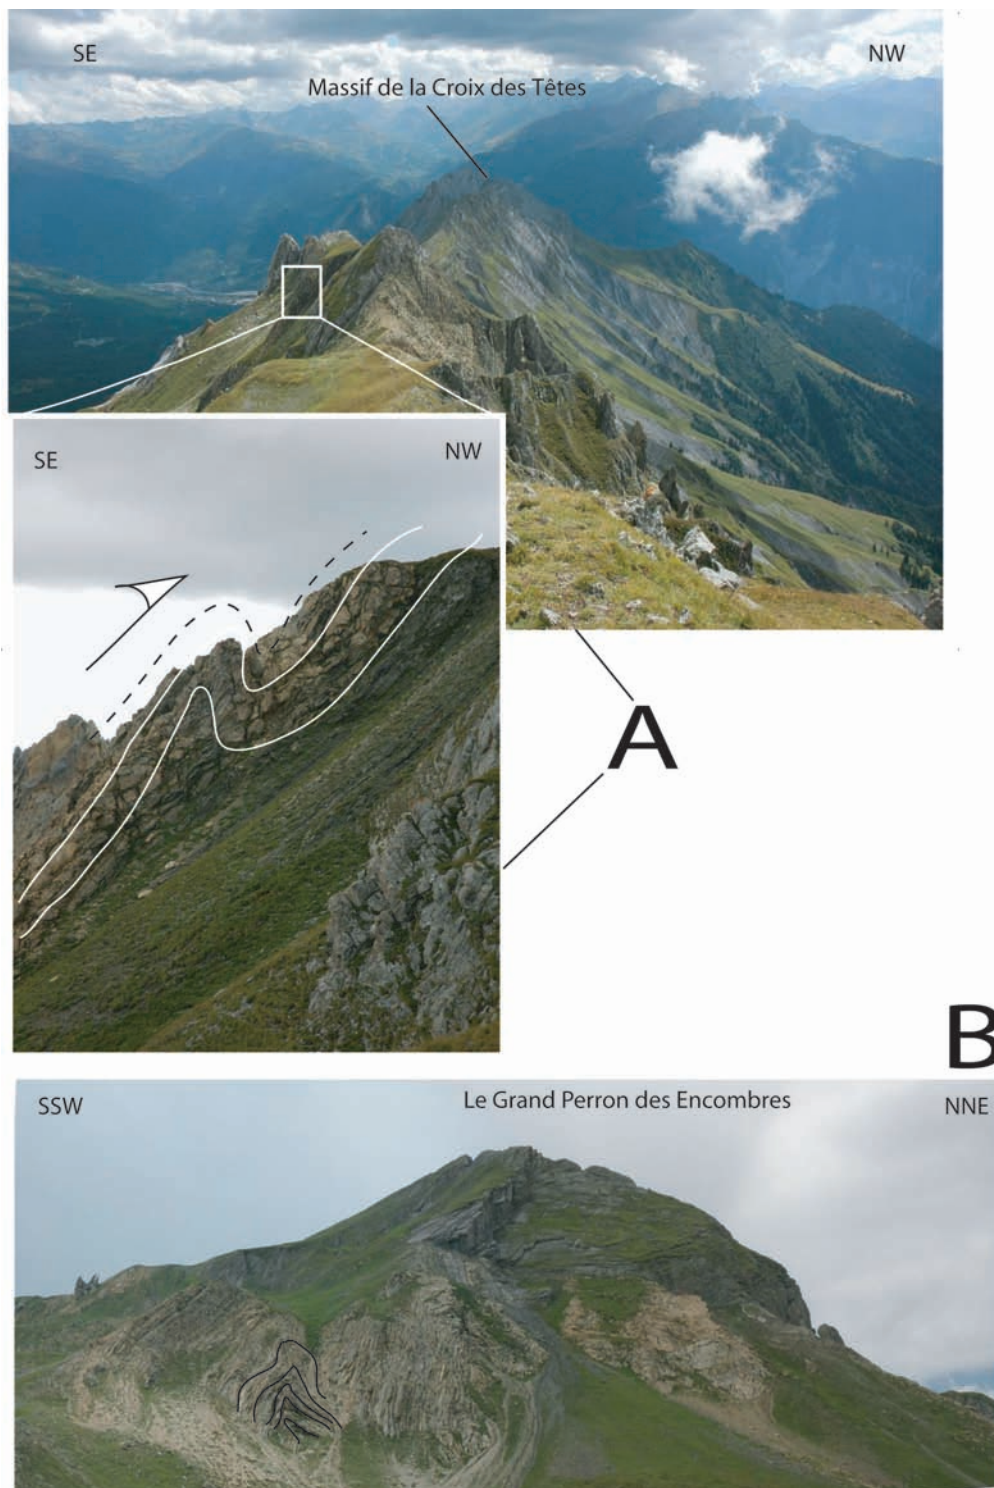 SE
NW
Massif de la Croix des Têtes
SE
NW
A
B
SSW
Le Grand Perron des Encombres
NNE